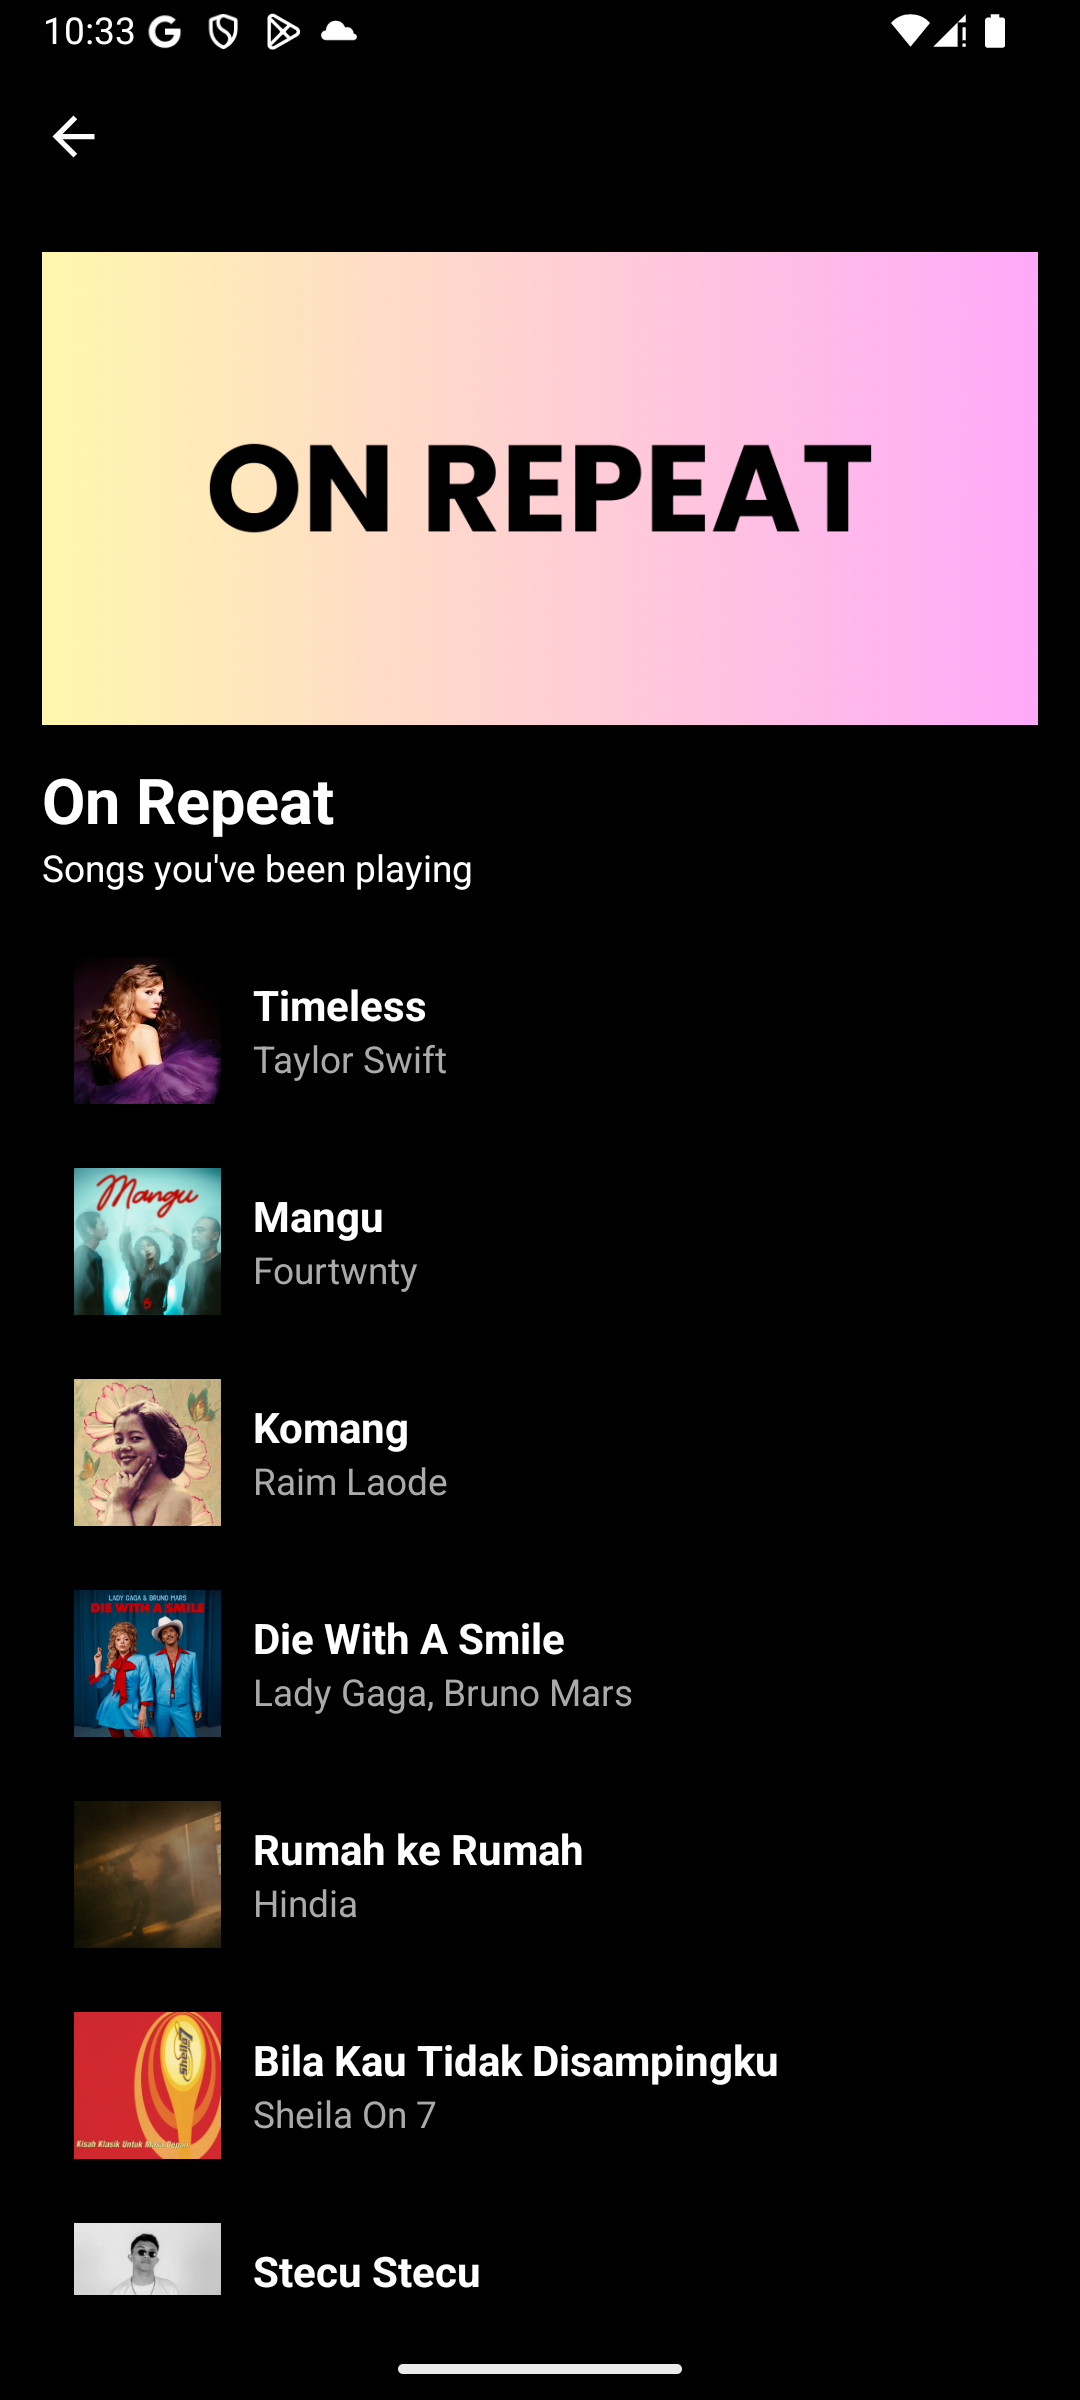 10:33
ON REPEAT
On Repeat
Songs you've been playing
Timeless
Taylor Swift
Mangu
Mangu
Fourtwnty
Komang
Raim Laode
LADY GAGA & BRUNO MARS
DIE WITH A SMILE
Die With A Smile
Lady Gaga, Bruno Mars
Rumah ke Rumah
Hindia
Sheila 7
Kisah Klasik Untuk Masa Depan
Bila Kau Tidak Disampingku
Sheila On 7
Stecu Stecu